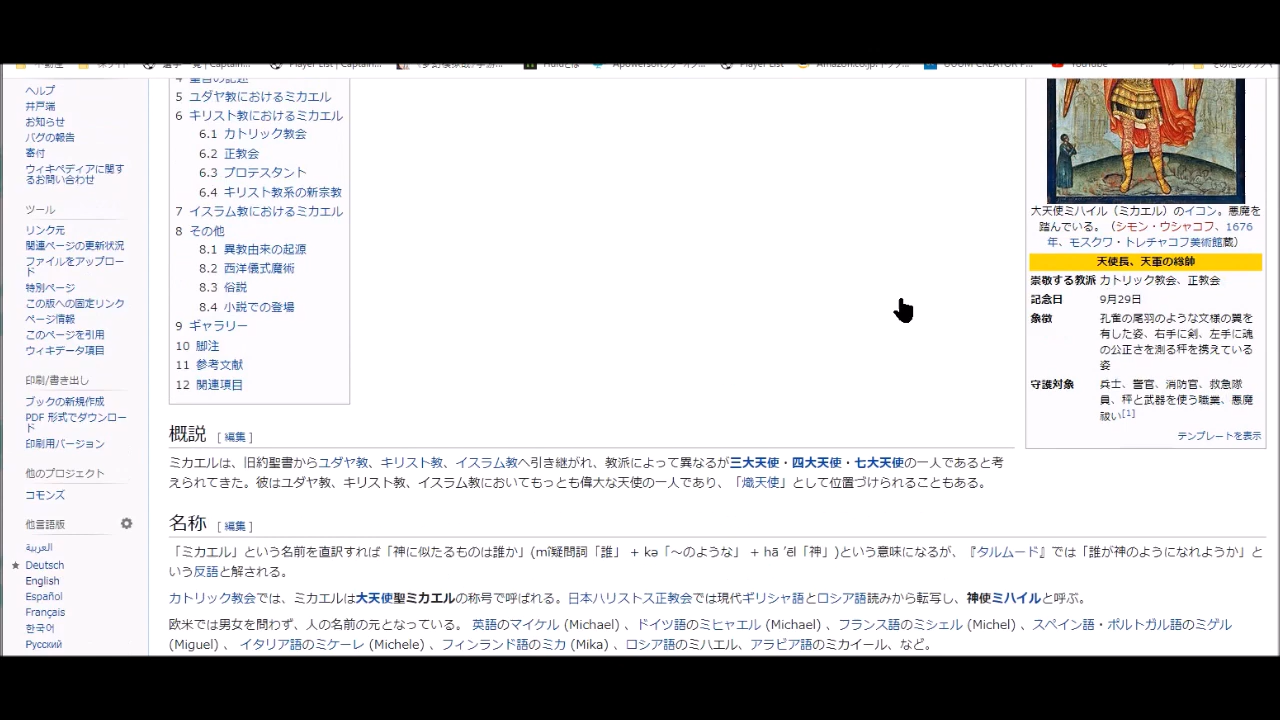 YouTube
ヘルプ
井戸端
お知らせ
バグの報告
寄付
ウィキペディアに関す
るお問い合わせ
ツール
リンク元
関連ページの更新状況
ファイルをアップロー
ド
特別ページ
この版への固定リンク
ページ情報
このページを引用
ウィキデータ項目
印刷/書き出し
ブックの新規作成
PDF 形式でダウンロー
ド
印刷用バージョン
他のプロジェクト
コモンズ
他言語版
العربية
Deutsch
English
Español
Français
한국어
Русский
5 ユダヤ教におけるミカエル
6 キリスト教におけるミカエル
6.1 カトリック教会
6.2 正教会
6.3 プロテスタント
6.4 キリスト教系の新宗教
7 イスラム教におけるミカエル
8 その他
8.1 異教由来の起源
8.2 西洋儀式魔術
8.3 俗説
8.4 小説での登場
9 ギャラリー
10 脚注
11 参考文献
12 関連項目
大天使ミハイル（ミカエル）のイコン。悪魔を
踏んでいる。（シモン・ウシャコフ、1676
年、モスクワ・トレチャコフ美術館蔵）
天使長、天軍の総帥
崇敬する教派 カトリック教会、正教会
記念日 9月29日
象徴 孔雀の尾羽のような文様の翼を
有した姿、右手に剣、左手に魂
の公正さを測る秤を携えている
姿
守護対象 兵士、警官、消防官、救急隊
員、秤と武器を使う職業、悪魔
祓い[1]
テンプレートを表示
概説 [編集]
ミカエルは、旧約聖書からユダヤ教、キリスト教、イスラム教へ引き継がれ、教派によって異なるが三大天使・四大天使・七大天使の一人であると考
えられてきた。彼はユダヤ教、キリスト教、イスラム教においてもっとも偉大な天使の一人であり、「熾天使」として位置づけられることもある。
名称 [編集]
「ミカエル」という名前を直訳すれば「神に似たるものは誰か」(mî疑問詞「誰」 + kə「～のような」 + hā ’ēl「神」)という意味になるが、『タルムード』では「誰が神のようになれようか」と
いう反語と解される。
カトリック教会では、ミカエルは大天使聖ミカエルの称号で呼ばれる。日本ハリストス正教会では現代ギリシャ語とロシア語読みから転写し、神使ミハイルと呼ぶ。
欧米では男女を問わず、人の名前の元となっている。 英語のマイケル (Michael) 、ドイツ語のミヒャエル (Michael) 、フランス語のミシェル (Michel) 、スペイン語・ポルトガル語のミゲル
(Miguel) 、 イタリア語のミケーレ (Michele) 、フィンランド語のミカ (Mika) 、ロシア語のミハエル、アラビア語のミカイール、など。